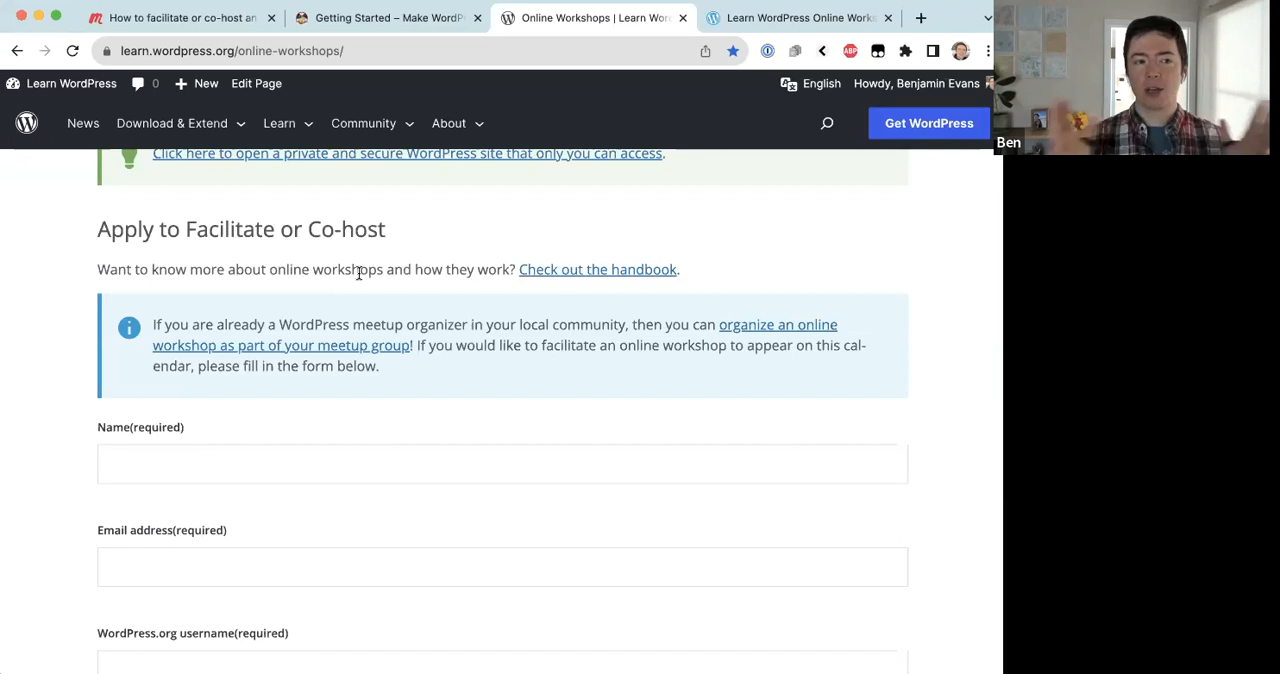 How to facilitate or co-host an
Getting Started – Make WordP
Online Workshops | Learn Wor
Learn WordPress Online Works
learn.wordpress.org/online-workshops/
ABP
Learn WordPress
0
New
Edit Page
English
Howdy, Benjamin Evans
News
Download & Extend
Learn
Community
About
Get WordPress
Ben
Click here to open a private and secure WordPress site that only you can access.
Apply to Facilitate or Co-host
Want to know more about online workshops and how they work? Check out the handbook.
If you are already a WordPress meetup organizer in your local community, then you can organize an online
workshop as part of your meetup group! If you would like to facilitate an online workshop to appear on this cal-
endar, please fill in the form below.
Name(required)
Email address(required)
WordPress.org username(required)